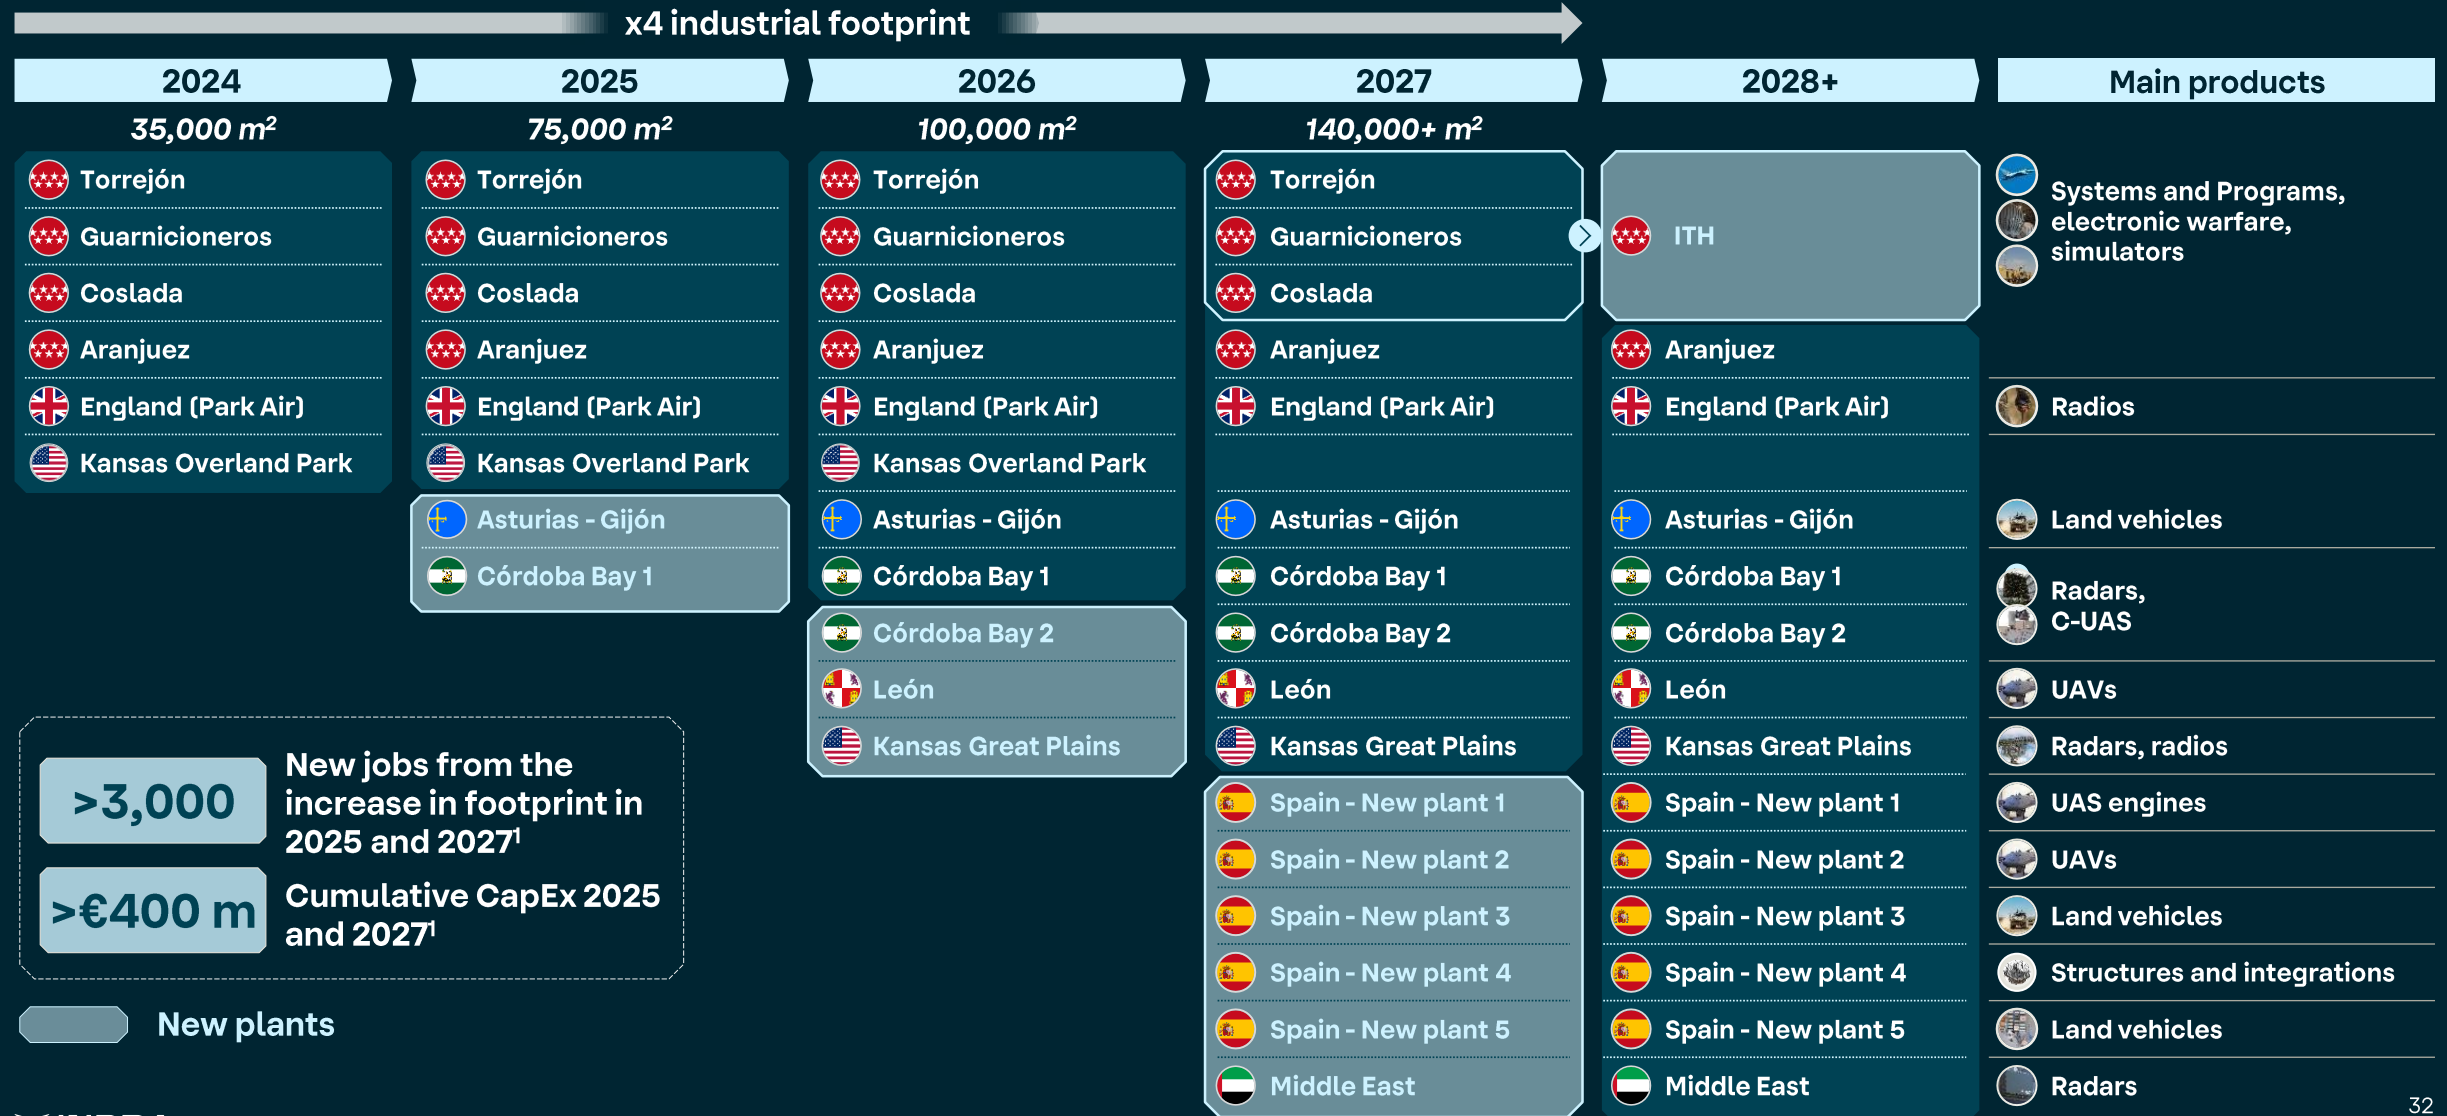 x4 industrial footprint
2024
35,000 m²
Torrejón
Guarnicioneros
Coslada
Aranjuez
England (Park Air)
Kansas Overland Park
2025
75,000 m²
Torrejón
Guarnicioneros
Coslada
Aranjuez
England (Park Air)
Kansas Overland Park
Asturias - Gijón
Córdoba Bay 1
2026
100,000 m²
Torrejón
Guarnicioneros
Coslada
Aranjuez
England (Park Air)
Kansas Overland Park
Asturias - Gijón
Córdoba Bay 1
Córdoba Bay 2
León
Kansas Great Plains
2027
140,000+ m²
Torrejón
Guarnicioneros
Coslada
Aranjuez
England (Park Air)
Asturias - Gijón
Córdoba Bay 1
Córdoba Bay 2
León
Kansas Great Plains
Spain - New plant 1
Spain - New plant 2
Spain - New plant 3
Spain - New plant 4
Spain - New plant 5
Middle East
2028+
ITH
Aranjuez
England (Park Air)
Asturias - Gijón
Córdoba Bay 1
Córdoba Bay 2
León
Kansas Great Plains
Spain - New plant 1
Spain - New plant 2
Spain - New plant 3
Spain - New plant 4
Spain - New plant 5
Middle East
Main products
Systems and Programs,
electronic warfare,
simulators
Radios
Land vehicles
Radars,
C-UAS
UAVs
Radars, radios
UAS engines
UAVs
Land vehicles
Structures and integrations
Land vehicles
Radars
>3,000
New jobs from the
increase in footprint in
2025 and 2027¹
>€400 m
Cumulative CapEx 2025
and 2027¹
New plants
32